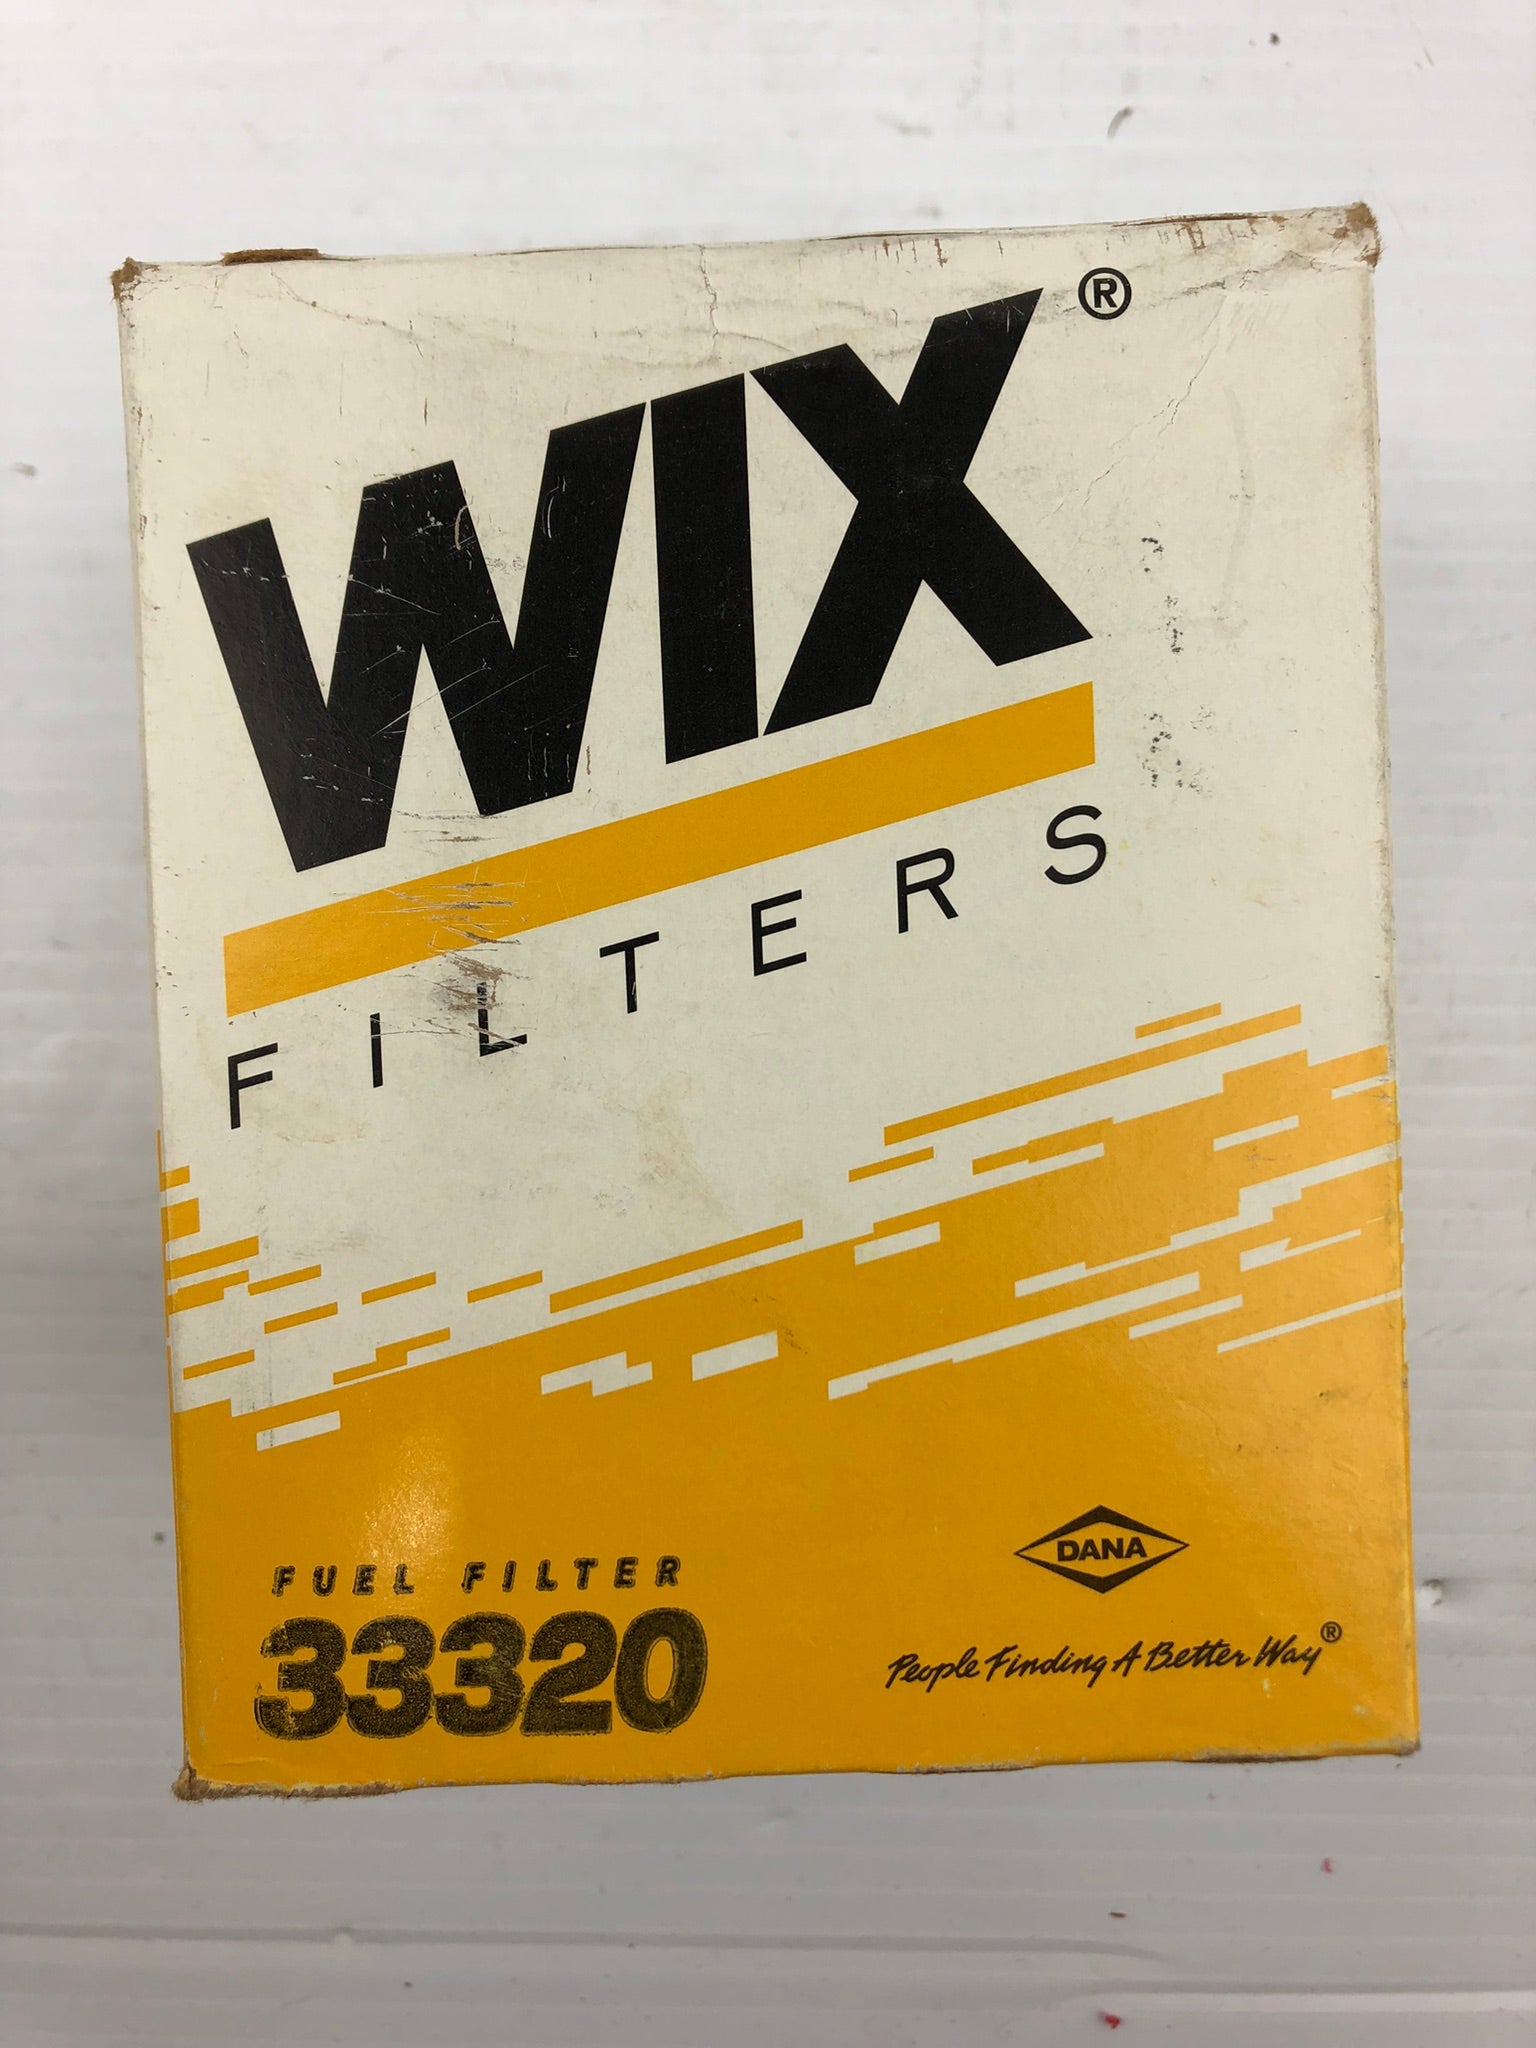 WIX®
FILTERS
DANA
People Finding A Better Way®
FUEL FILTER
33320